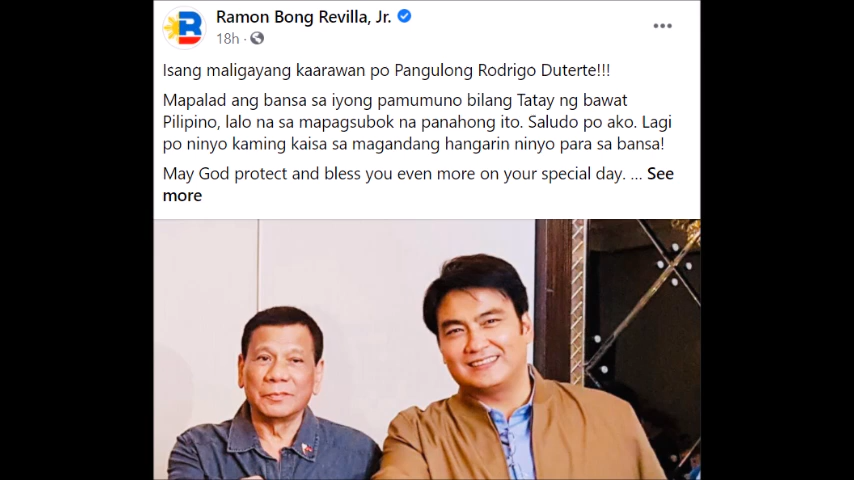 Ramon Bong Revilla, Jr.
18h ·
Isang maligayang kaarawan po Pangulong Rodrigo Duterte!!!
Mapalad ang bansa sa iyong pamumuno bilang Tatay ng bawat
Pilipino, lalo na sa mapagsubok na panahong ito. Saludo po ako. Lagi
po ninyo kaming kaisa sa magandang hangarin ninyo para sa bansa!
May God protect and bless you even more on your special day. ... See
more